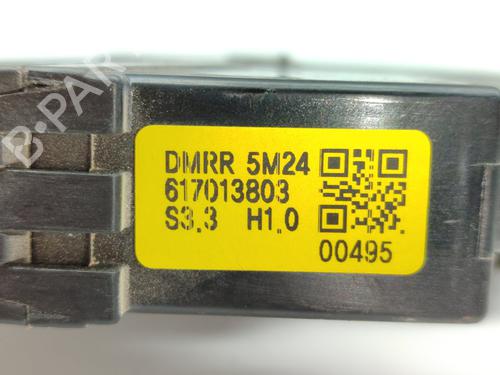 B-PARTS
DMRR 5M24
617013803
S3.3 H1.0
00495